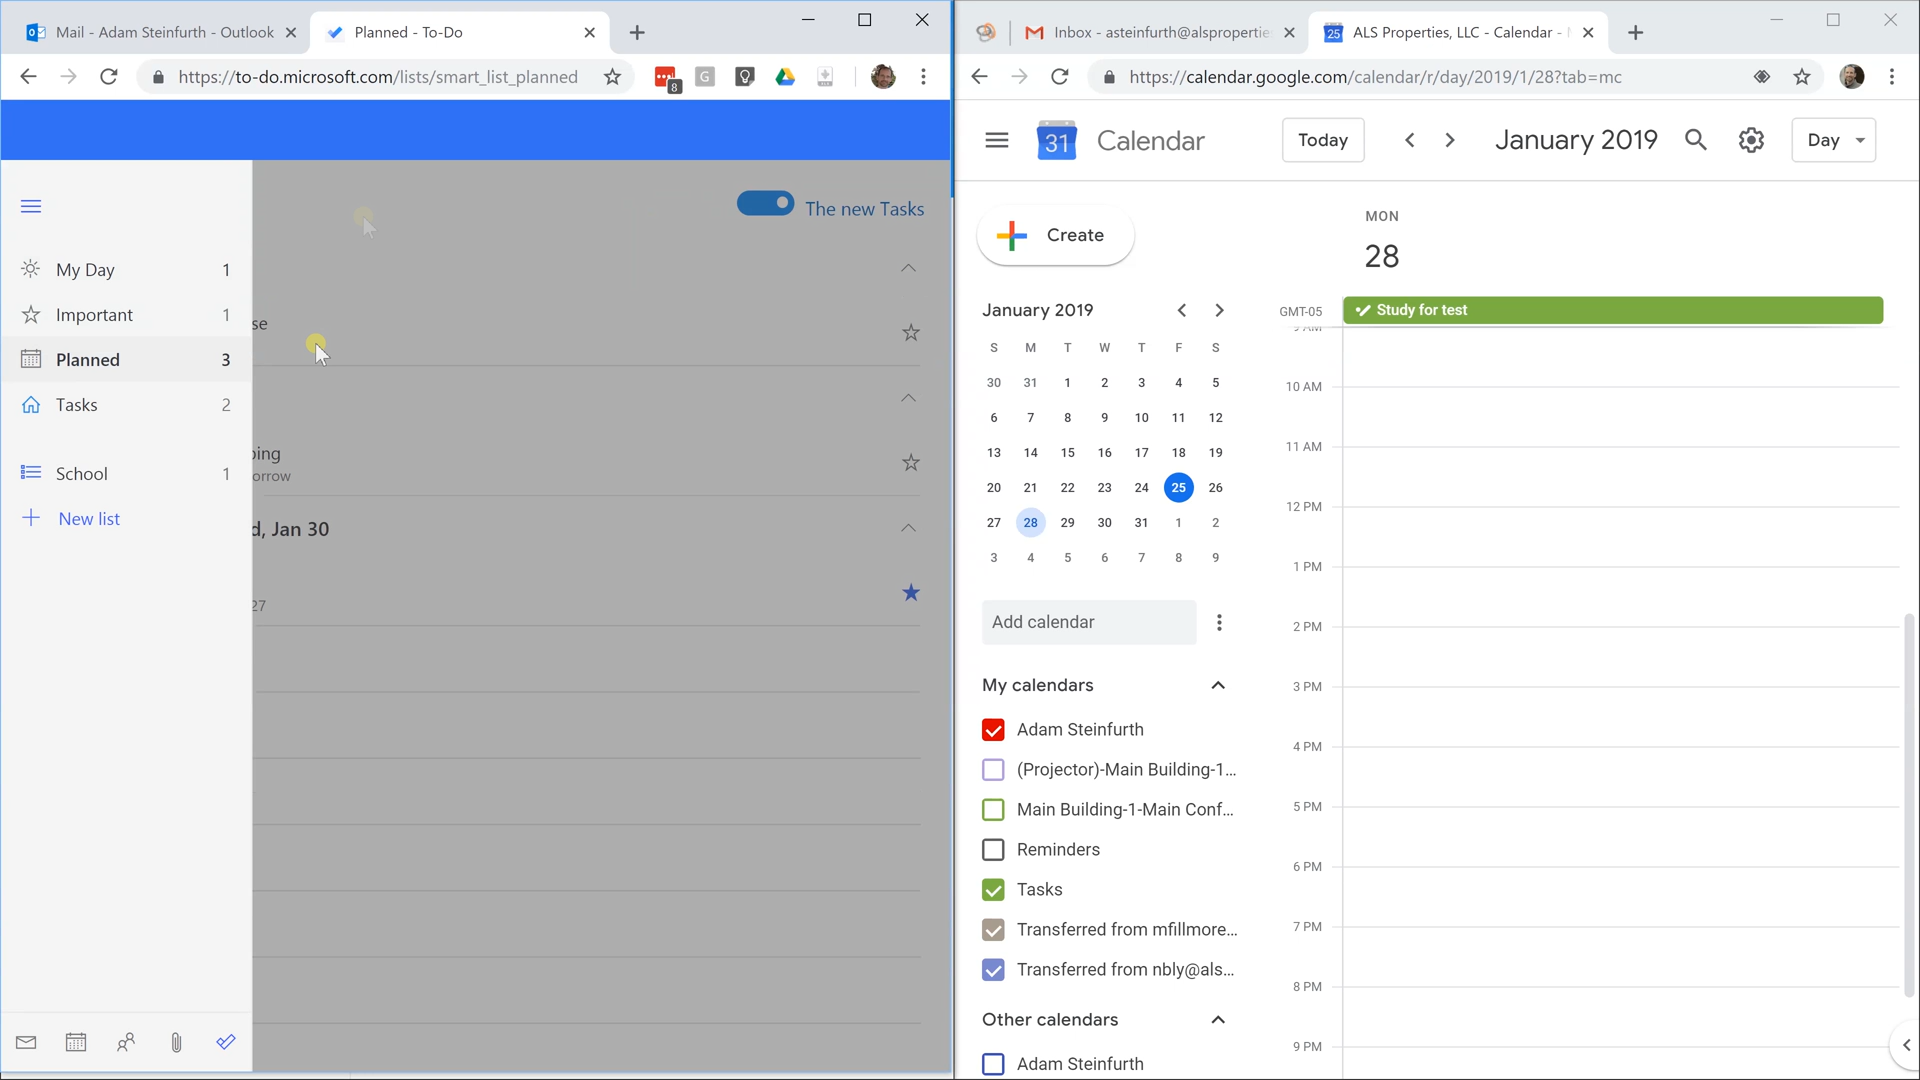 Mail - Adam Steinfurth - Outlook
Planned - To-Do
https://to-do.microsoft.com/lists/smart_list_planned
8
G
The new Tasks
My Day 1
Important 1
Planned 3
Tasks 2
School 1
New list
se
ping
orrow
d, Jan 30
27
Inbox - asteinfurth@alspropertie
25
ALS Properties, LLC - Calendar -
https://calendar.google.com/calendar/r/day/2019/1/28?tab=mc
31
Calendar
Today
January 2019
Day
Create
MON
28
January 2019
S M T W T F S
30 31 1 2 3 4 5
6 7 8 9 10 11 12
13 14 15 16 17 18 19
20 21 22 23 24 25 26
27 28 29 30 31 1 2
3 4 5 6 7 8 9
Add calendar
My calendars
Adam Steinfurth
(Projector)-Main Building-1...
Main Building-1-Main Conf...
Reminders
Tasks
Transferred from mfillmore...
Transferred from nbly@als...
Other calendars
Adam Steinfurth
GMT-05
Study for test
9 AM
10 AM
11 AM
12 PM
1 PM
2 PM
3 PM
4 PM
5 PM
6 PM
7 PM
8 PM
9 PM